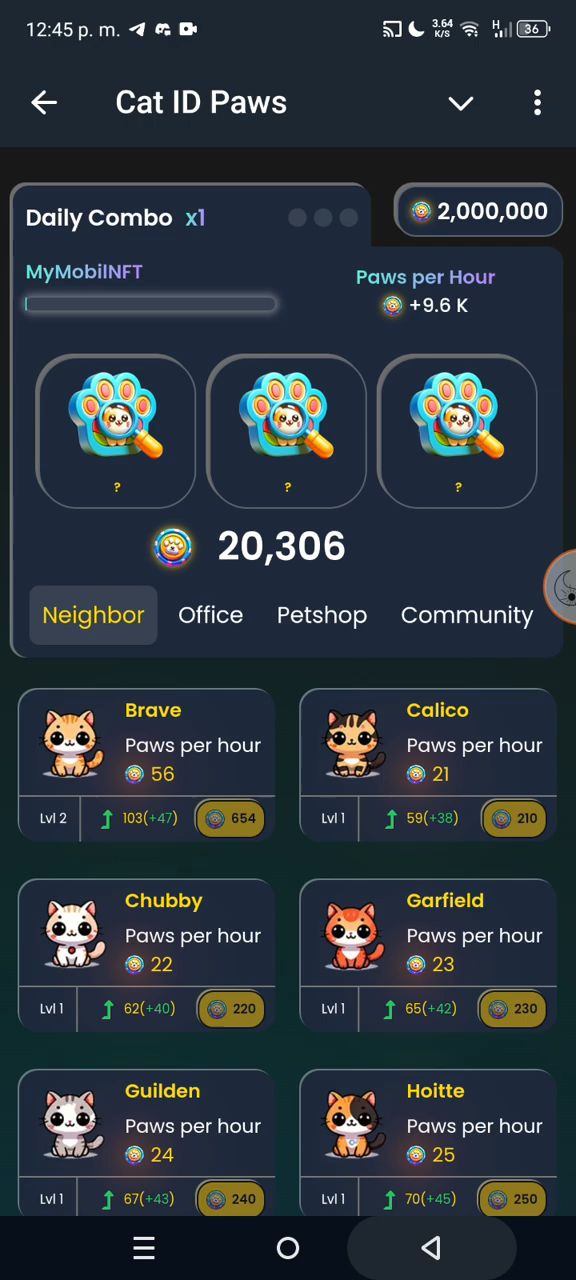 12:45 p. m.
3.64 K/S
H
36
Cat ID Paws
Daily Combo x1
2,000,000
MyMobilNFT
Paws per Hour
+9.6 K
? ? ?
20,306
Neighbor Office Petshop Community
Brave
Paws per hour
56
Lvl 2 103(+47) 654
Calico
Paws per hour
21
Lvl 1 59(+38) 210
Chubby
Paws per hour
22
Lvl 1 62(+40) 220
Garfield
Paws per hour
23
Lvl 1 65(+42) 230
Guilden
Paws per hour
24
Lvl 1 67(+43) 240
Hoitte
Paws per hour
25
Lvl 1 70(+45) 250